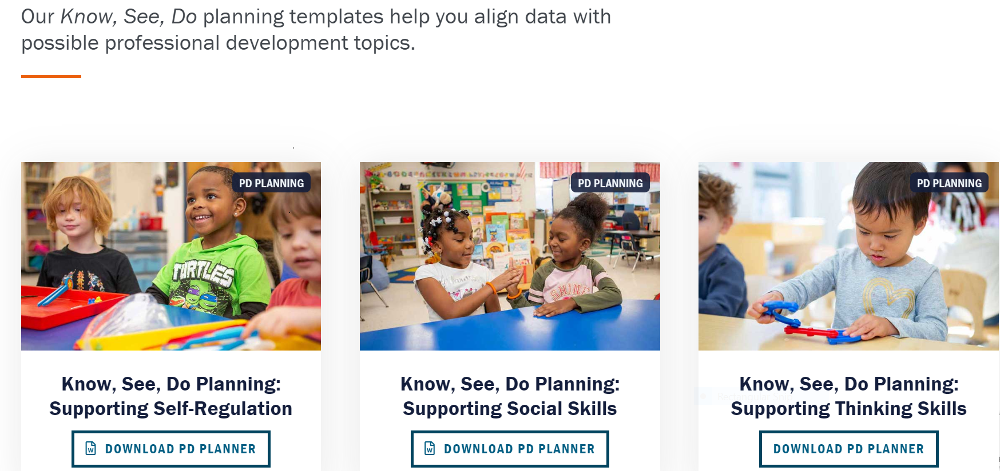 Our Know, See, Do planning templates help you align data with
possible professional development topics.
PD PLANNING
PD PLANNING
PD PLANNING
TURTLES
SHINE
Know, See, Do Planning:
Supporting Self-Regulation
DOWNLOAD PD PLANNER
Know, See, Do Planning:
Supporting Social Skills
DOWNLOAD PD PLANNER
Know, See, Do Planning:
Supporting Thinking Skills
DOWNLOAD PD PLANNER
Rectangular Snip